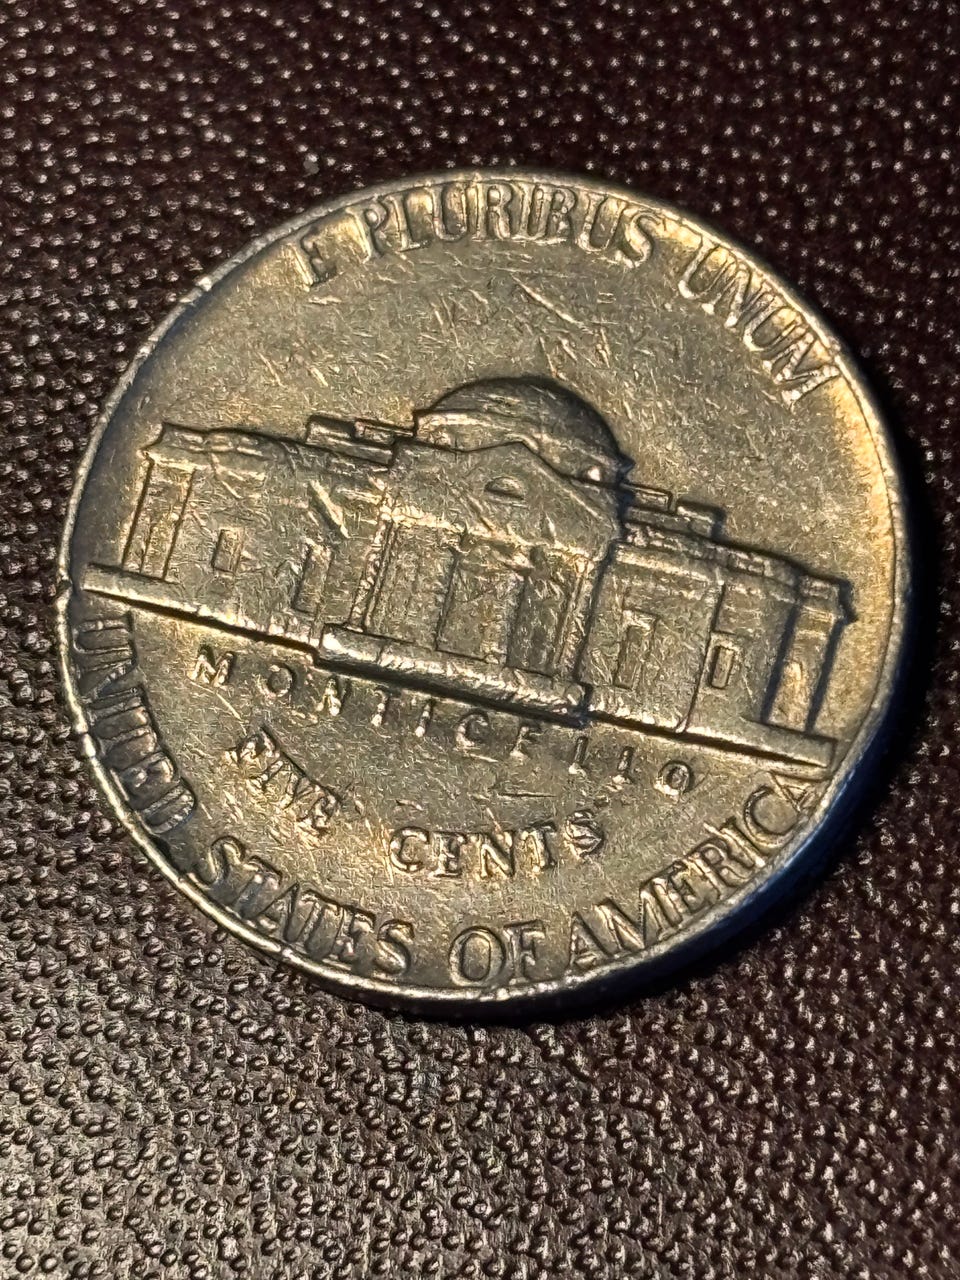 E PLURIBUS UNUM
MONTICELLO
FIVE CENTS
UNITED STATES OF AMERICA